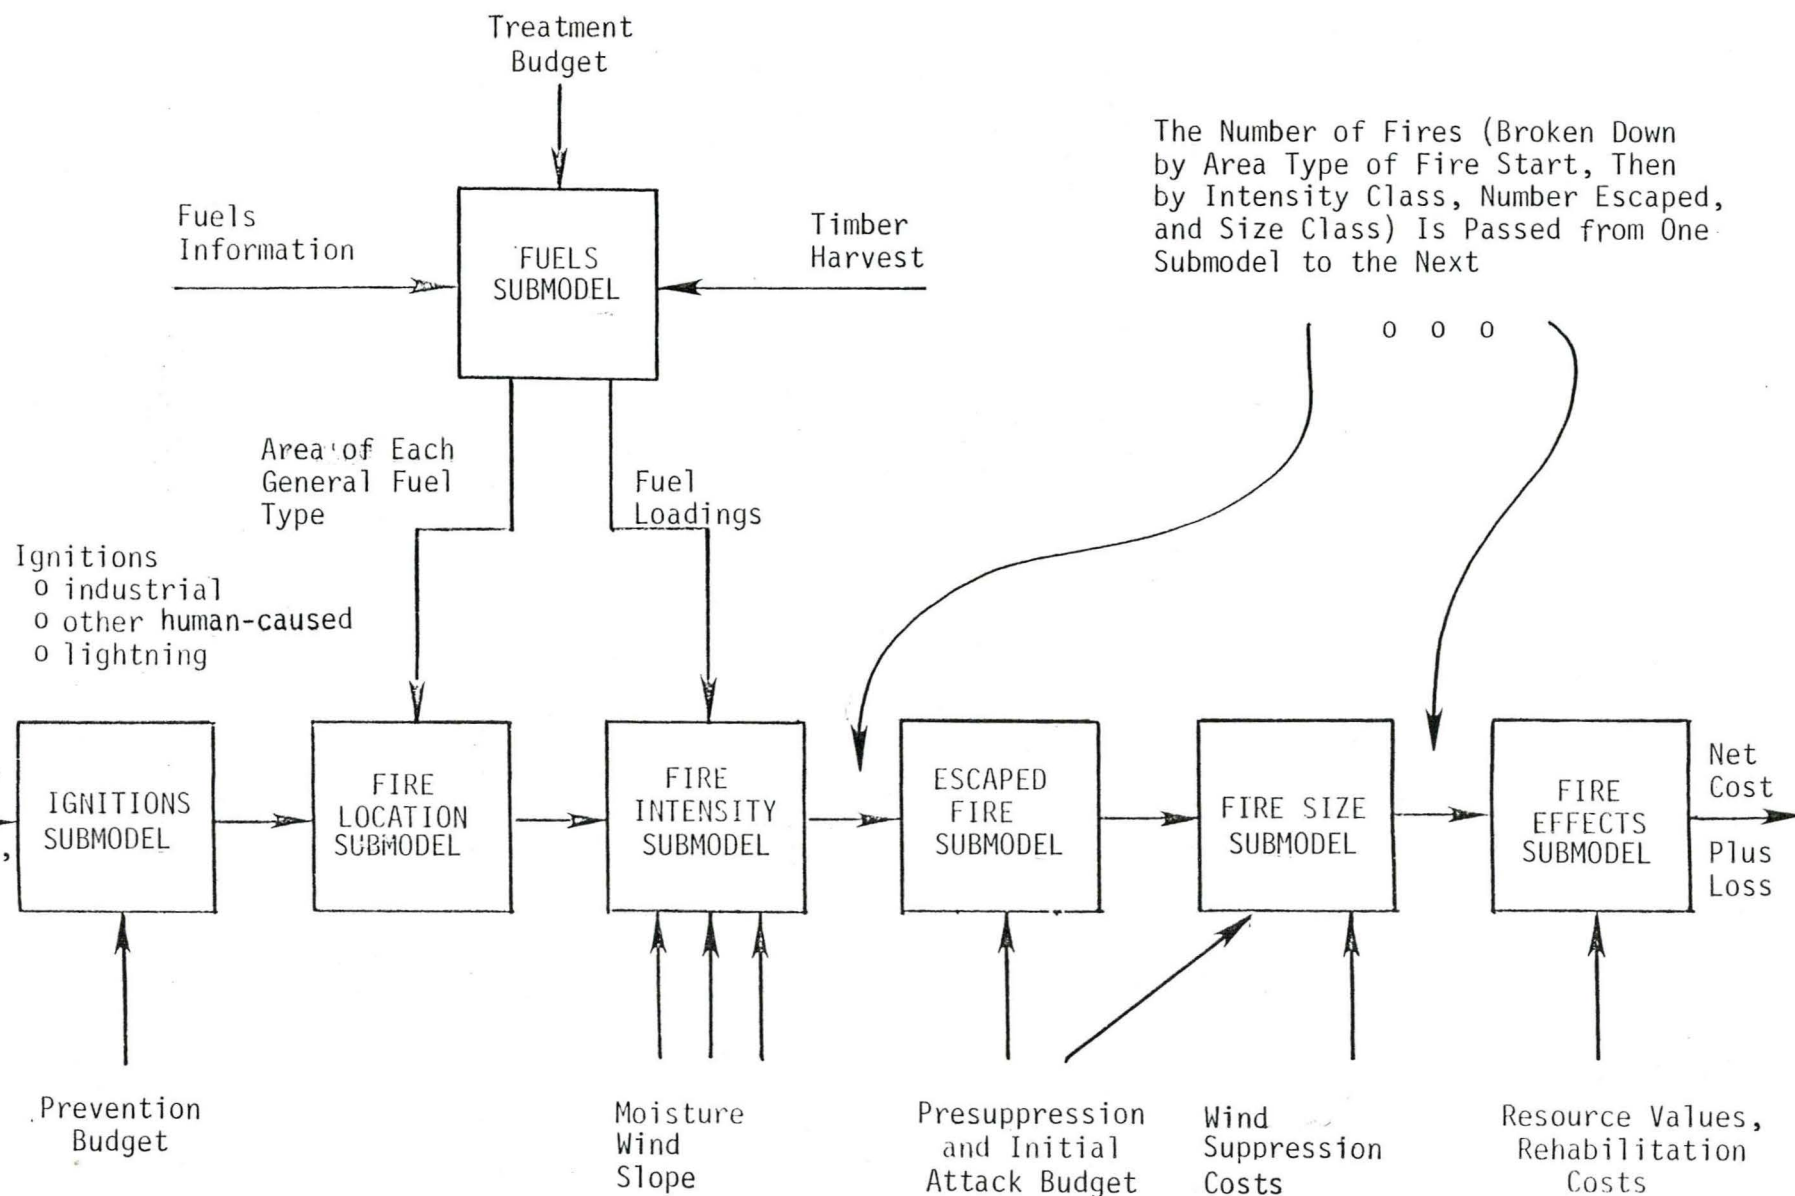 Treatment
Budget
The Number of Fires (Broken Down
by Area Type of Fire Start, Then
by Intensity Class, Number Escaped,
and Size Class) Is Passed from One
Submodel to the Next
o o o
Fuels
Information
FUELS
SUBMODEL
Timber
Harvest
Area of Each
General Fuel
Type
Fuel
Loadings
Ignitions
o industrial
o other human-caused
o lightning
,
IGNITIONS
SUBMODEL
FIRE
LOCATION
SUBMODEL
FIRE
INTENSITY
SUBMODEL
ESCAPED
FIRE
SUBMODEL
FIRE SIZE
SUBMODEL
FIRE
EFFECTS
SUBMODEL
Net
Cost
Plus
Loss
Prevention
Budget
Moisture
Wind
Slope
Presuppression
and Initial
Attack Budget
Wind
Suppression
Costs
Resource Values,
Rehabilitation
Costs